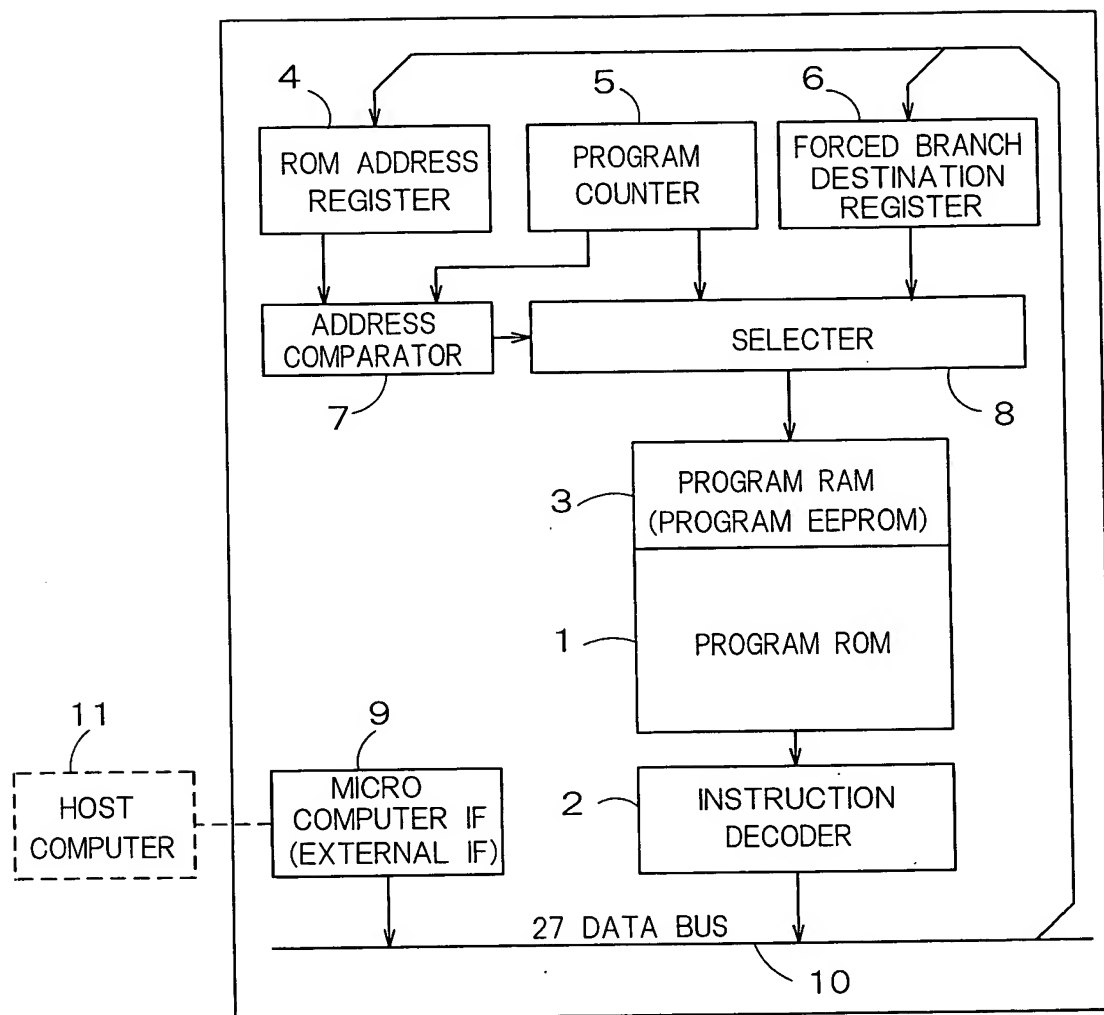 4
5
6
ROM ADDRESS
REGISTER
PROGRAM
COUNTER
FORCED BRANCH
DESTINATION
REGISTER
ADDRESS
COMPARATOR
SELECTER
7
8
3
PROGRAM RAM
(PROGRAM EEPROM)
1
PROGRAM ROM
11
9
HOST
COMPUTER
MICRO
COMPUTER IF
(EXTERNAL IF)
2
INSTRUCTION
DECODER
27 DATA BUS
10